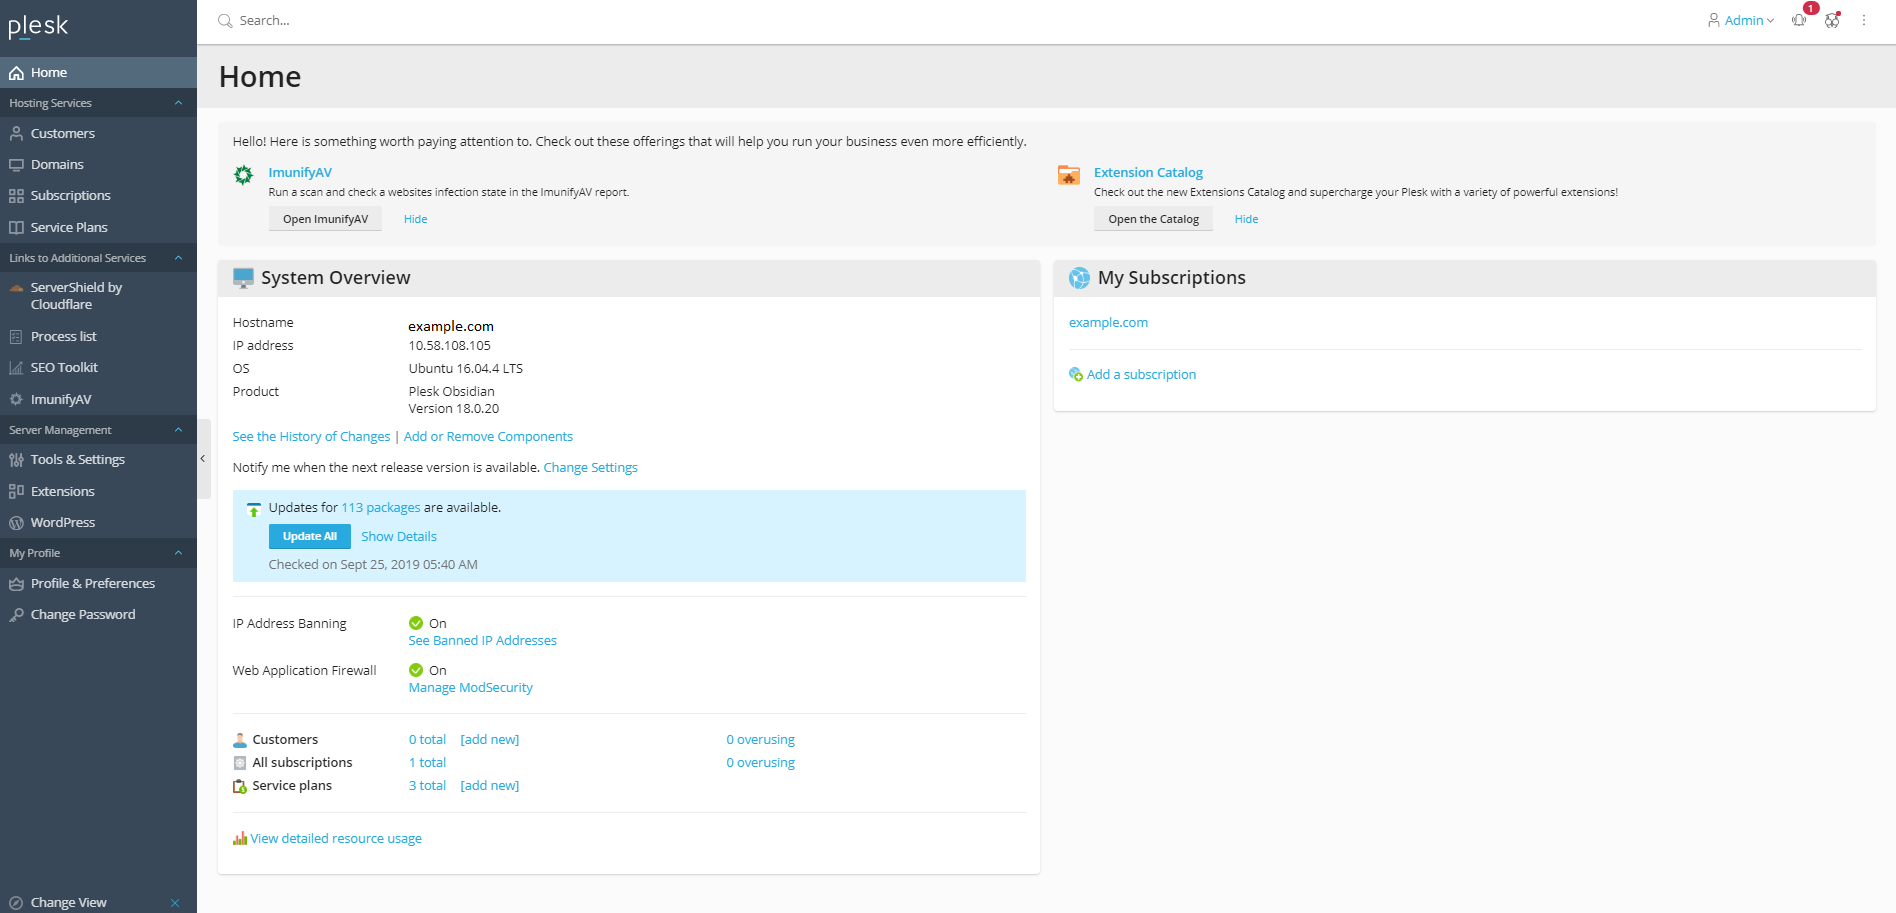 plesk
Search...
Admin
1
Home
Hosting Services
Customers
Domains
Subscriptions
Service Plans
Links to Additional Services
ServerShield by
Cloudflare
Process list
SEO Toolkit
ImunifyAV
Server Management
Tools & Settings
Extensions
WordPress
My Profile
Profile & Preferences
Change Password
Change View
Home
Hello! Here is something worth paying attention to. Check out these offerings that will help you run your business even more efficiently.
ImunifyAV
Run a scan and check a websites infection state in the ImunifyAV report.
Open ImunifyAV Hide
Extension Catalog
Check out the new Extensions Catalog and supercharge your Plesk with a variety of powerful extensions!
Open the Catalog Hide
System Overview
Hostname example.com
IP address 10.58.108.105
OS Ubuntu 16.04.4 LTS
Product Plesk Obsidian
Version 18.0.20
See the History of Changes | Add or Remove Components
Notify me when the next release version is available. Change Settings
Updates for 113 packages are available.
Update All Show Details
Checked on Sept 25, 2019 05:40 AM
IP Address Banning On
See Banned IP Addresses
Web Application Firewall On
Manage ModSecurity
Customers 0 total [add new] 0 overusing
All subscriptions 1 total 0 overusing
Service plans 3 total [add new]
View detailed resource usage
My Subscriptions
example.com
Add a subscription